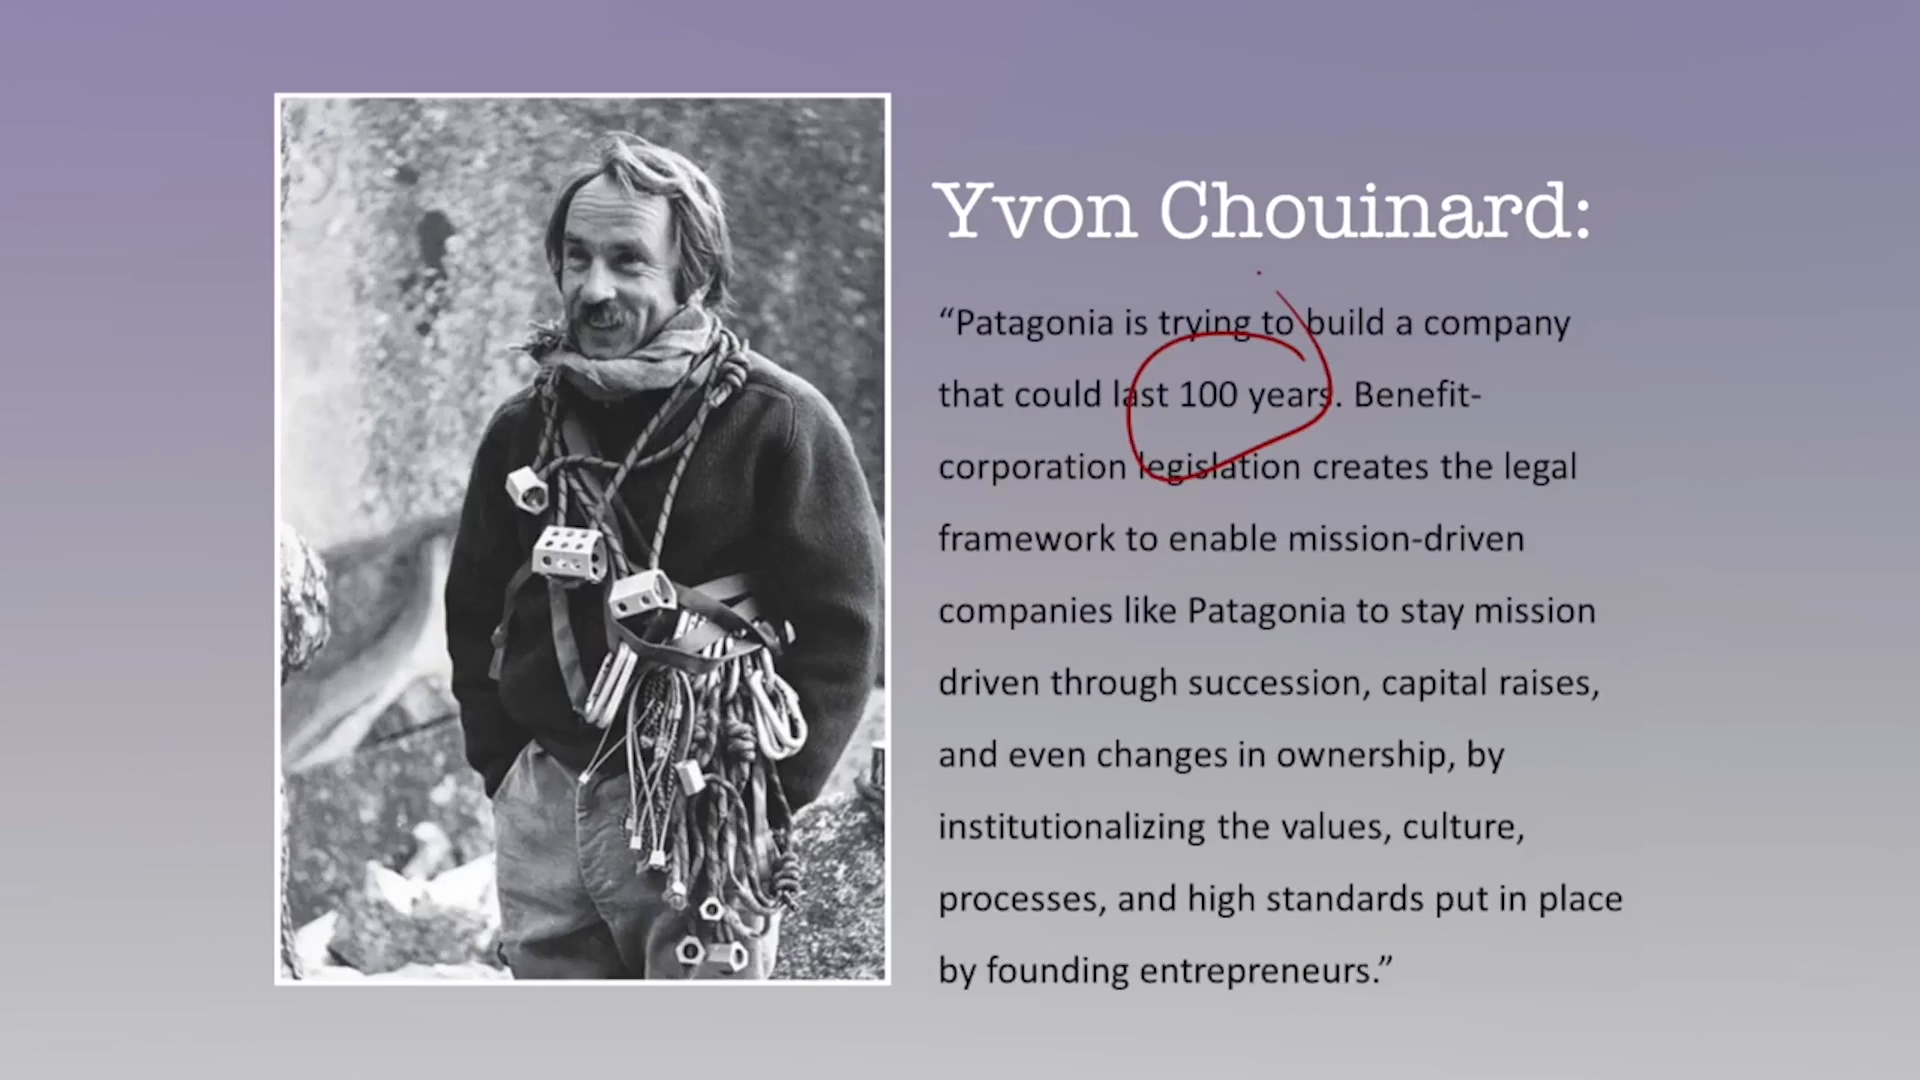 Yvon Chouinard:
“Patagonia is trying to build a company
that could last 100 years. Benefit-
corporation legislation creates the legal
framework to enable mission-driven
companies like Patagonia to stay mission
driven through succession, capital raises,
and even changes in ownership, by
institutionalizing the values, culture,
processes, and high standards put in place
by founding entrepreneurs.”